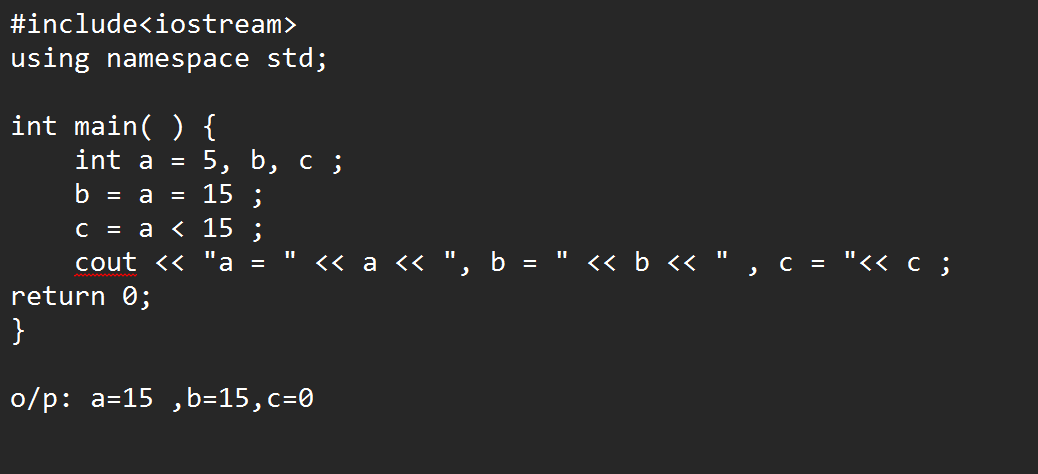 #include<iostream>
using namespace std;
int main( ) {
int a = 5, b, c ;
b = a = 15 ;
c = a < 15 ;
cout << "a = " << a << ", b = " << b << " , c = "<< c ;
return 0;
}
o/p: a=15 ,b=15,c=0